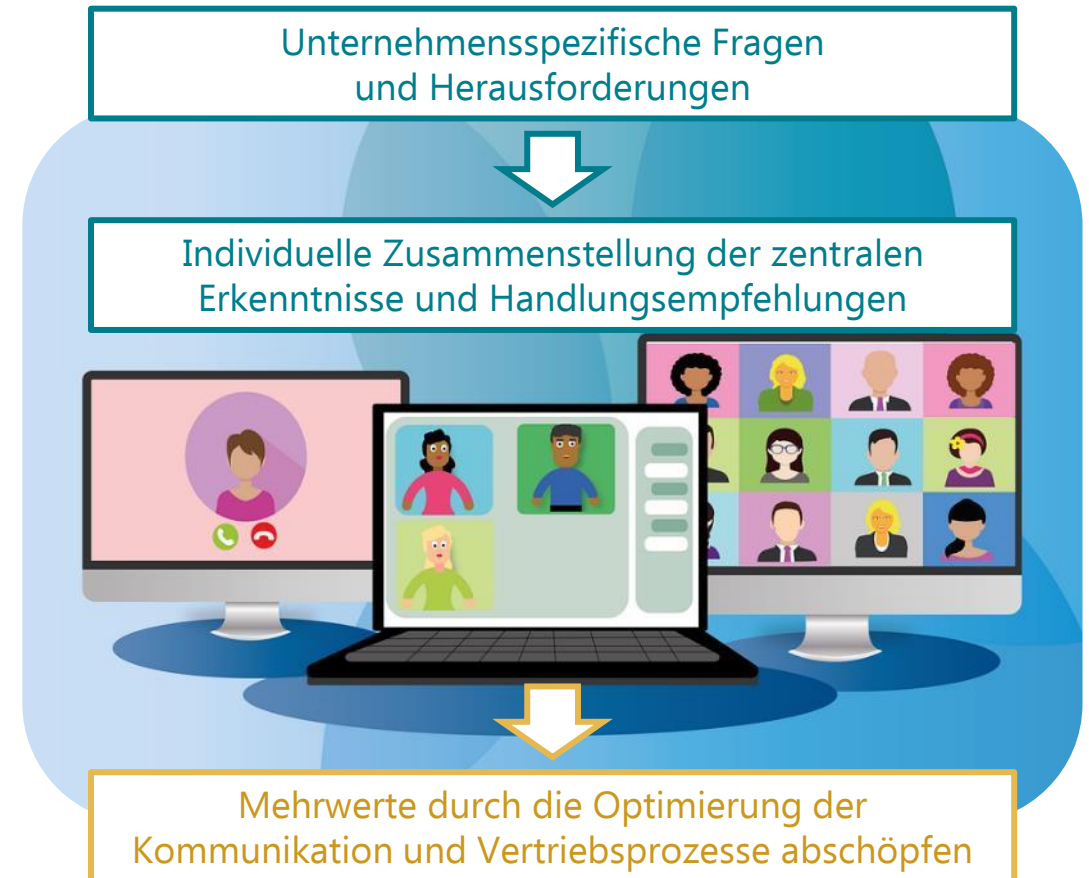 Unternehmensspezifische Fragen
und Herausforderungen
Individuelle Zusammenstellung der zentralen
Erkenntnisse und Handlungsempfehlungen
Mehrwerte durch die Optimierung der
Kommunikation und Vertriebsprozesse abschöpfen